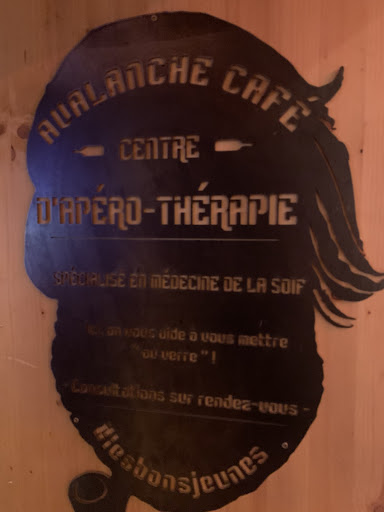 AVALANCHE CAFÉ
CENTRE
D'APÉRO-THÉRAPIE
SPÉCIALISÉ EN MÉDECINE DE LA SOIF
Ici, on vous aide à vous mettre
"au verre" !
- Consultations sur rendez-vous -
#lesbonsjeunes